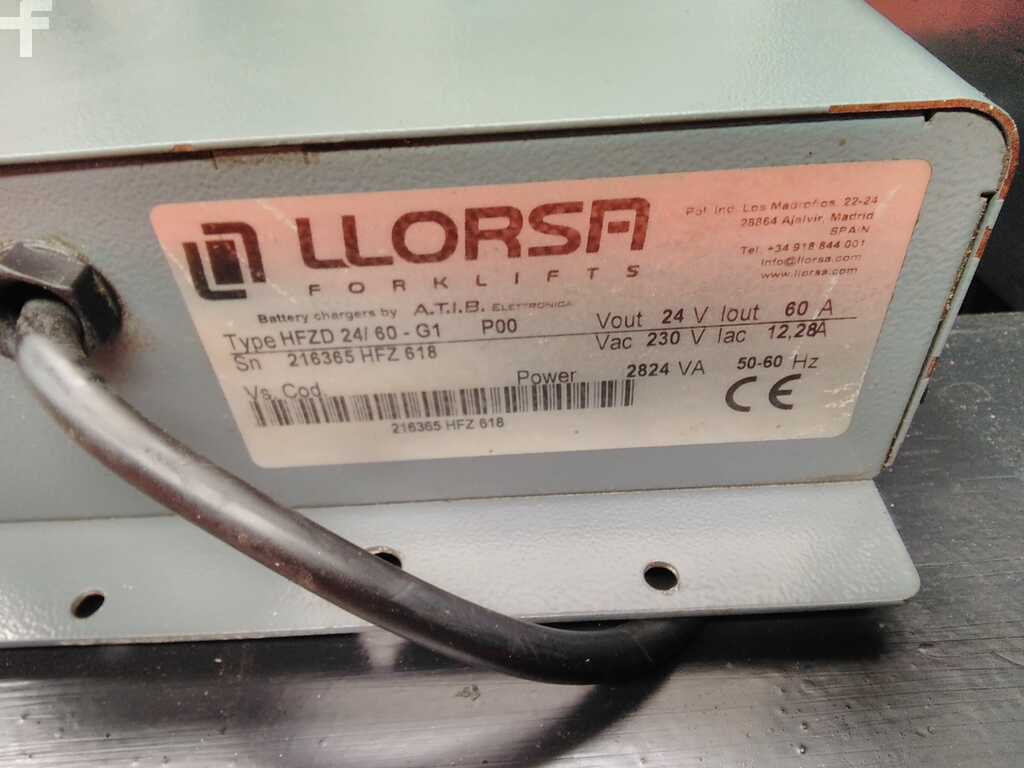 LLORSA
FORKLIFTS
Pol. Ind. Los Madroños, 22-24
28864 Ajalvir, Madrid
SPAIN
Tel. +34 918 844 001
info@llorsa.com
www.llorsa.com
Battery chargers by A.T.I.B. ELETTRONICA
Type HFZD 24/ 60 - G1 P00 Vout 24 V Iout 60 A
Sn 216365 HFZ 618 Vac 230 V Iac 12,28A
Vs. Cod Power 2824 VA 50-60 Hz
216365 HFZ 618
CE